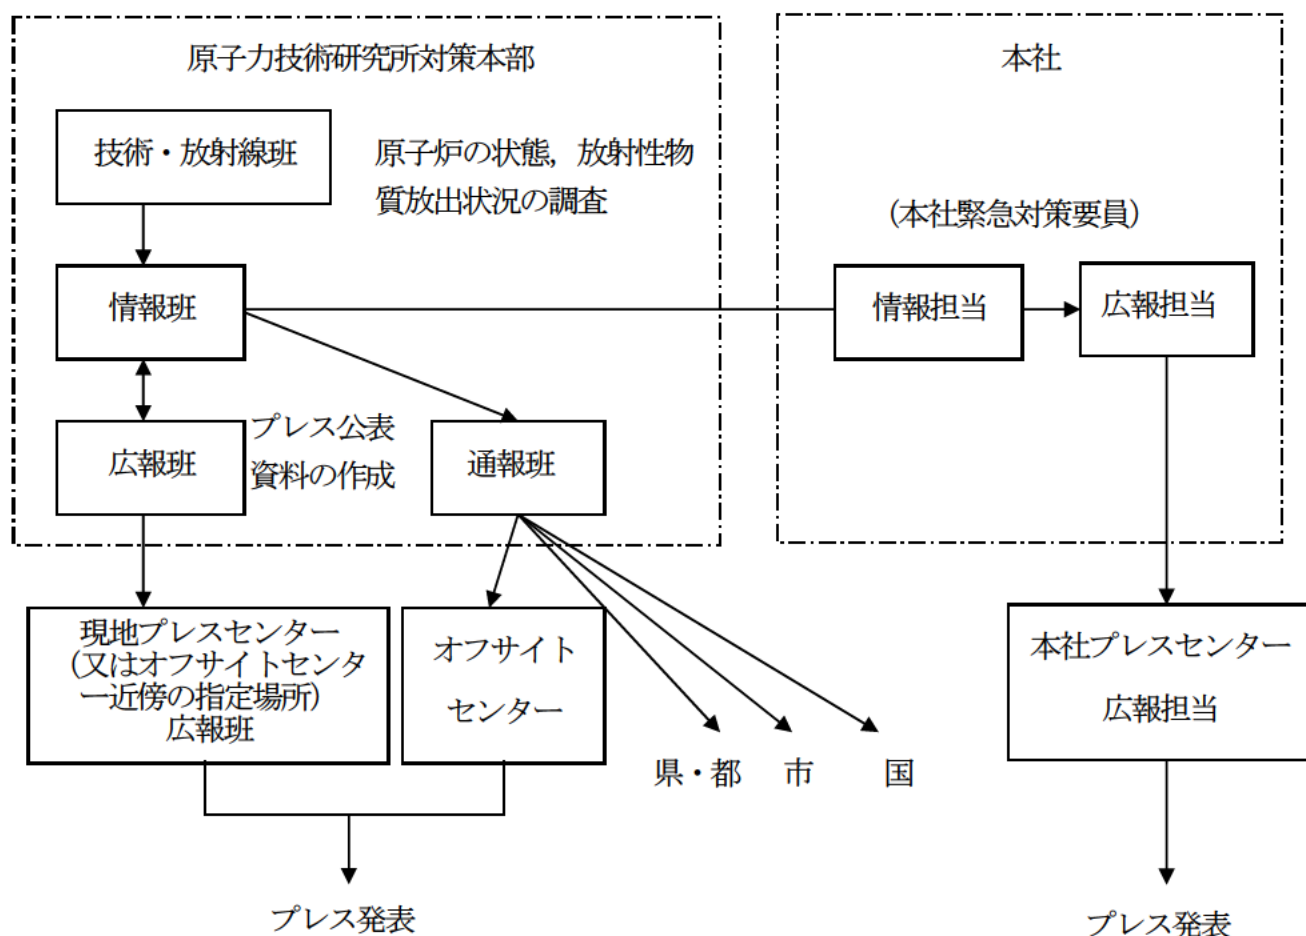 原子力技術研究所対策本部
技術・放射線班
原子炉の状態，放射性物
質放出状況の調査
情報班
広報班
プレス公表
資料の作成
通報班
現地プレスセンター
（又はオフサイトセンタ
ー近傍の指定場所）
広報班
オフサイト
センター
県・都
市
国
プレス発表
本社
（本社緊急対策要員）
情報担当
広報担当
本社プレスセンター
広報担当
プレス発表